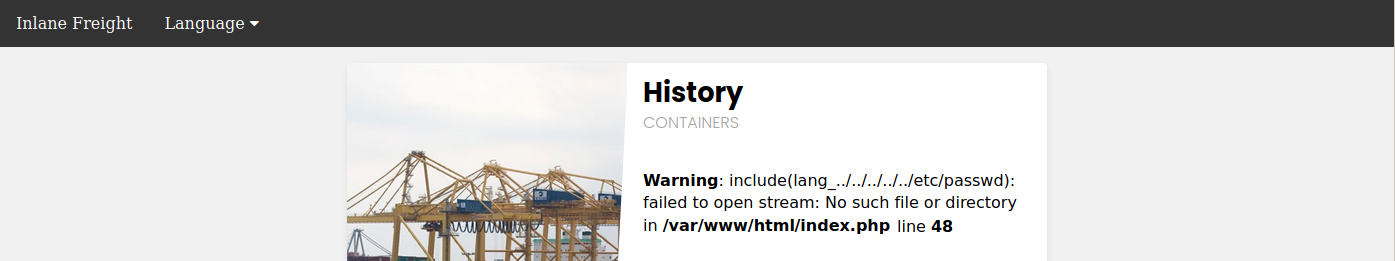 Inlane Freight Language
History
CONTAINERS
Warning: include(lang_../../../../../etc/passwd):
failed to open stream: No such file or directory
in /var/www/html/index.php line 48